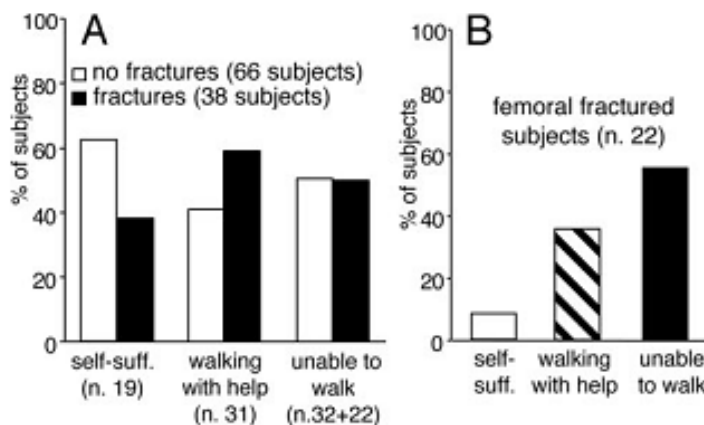 A
% of subjects
100
80
60
40
20
0
no fractures (66 subjects)
fractures (38 subjects)
self-suff.
(n. 19)
walking
with help
(n. 31)
unable to
walk
(n.32+22)
B
% of subjects
100
80
60
40
20
0
femoral fractured
subjects (n. 22)
self-
suff.
walking
with help
unable
to walk